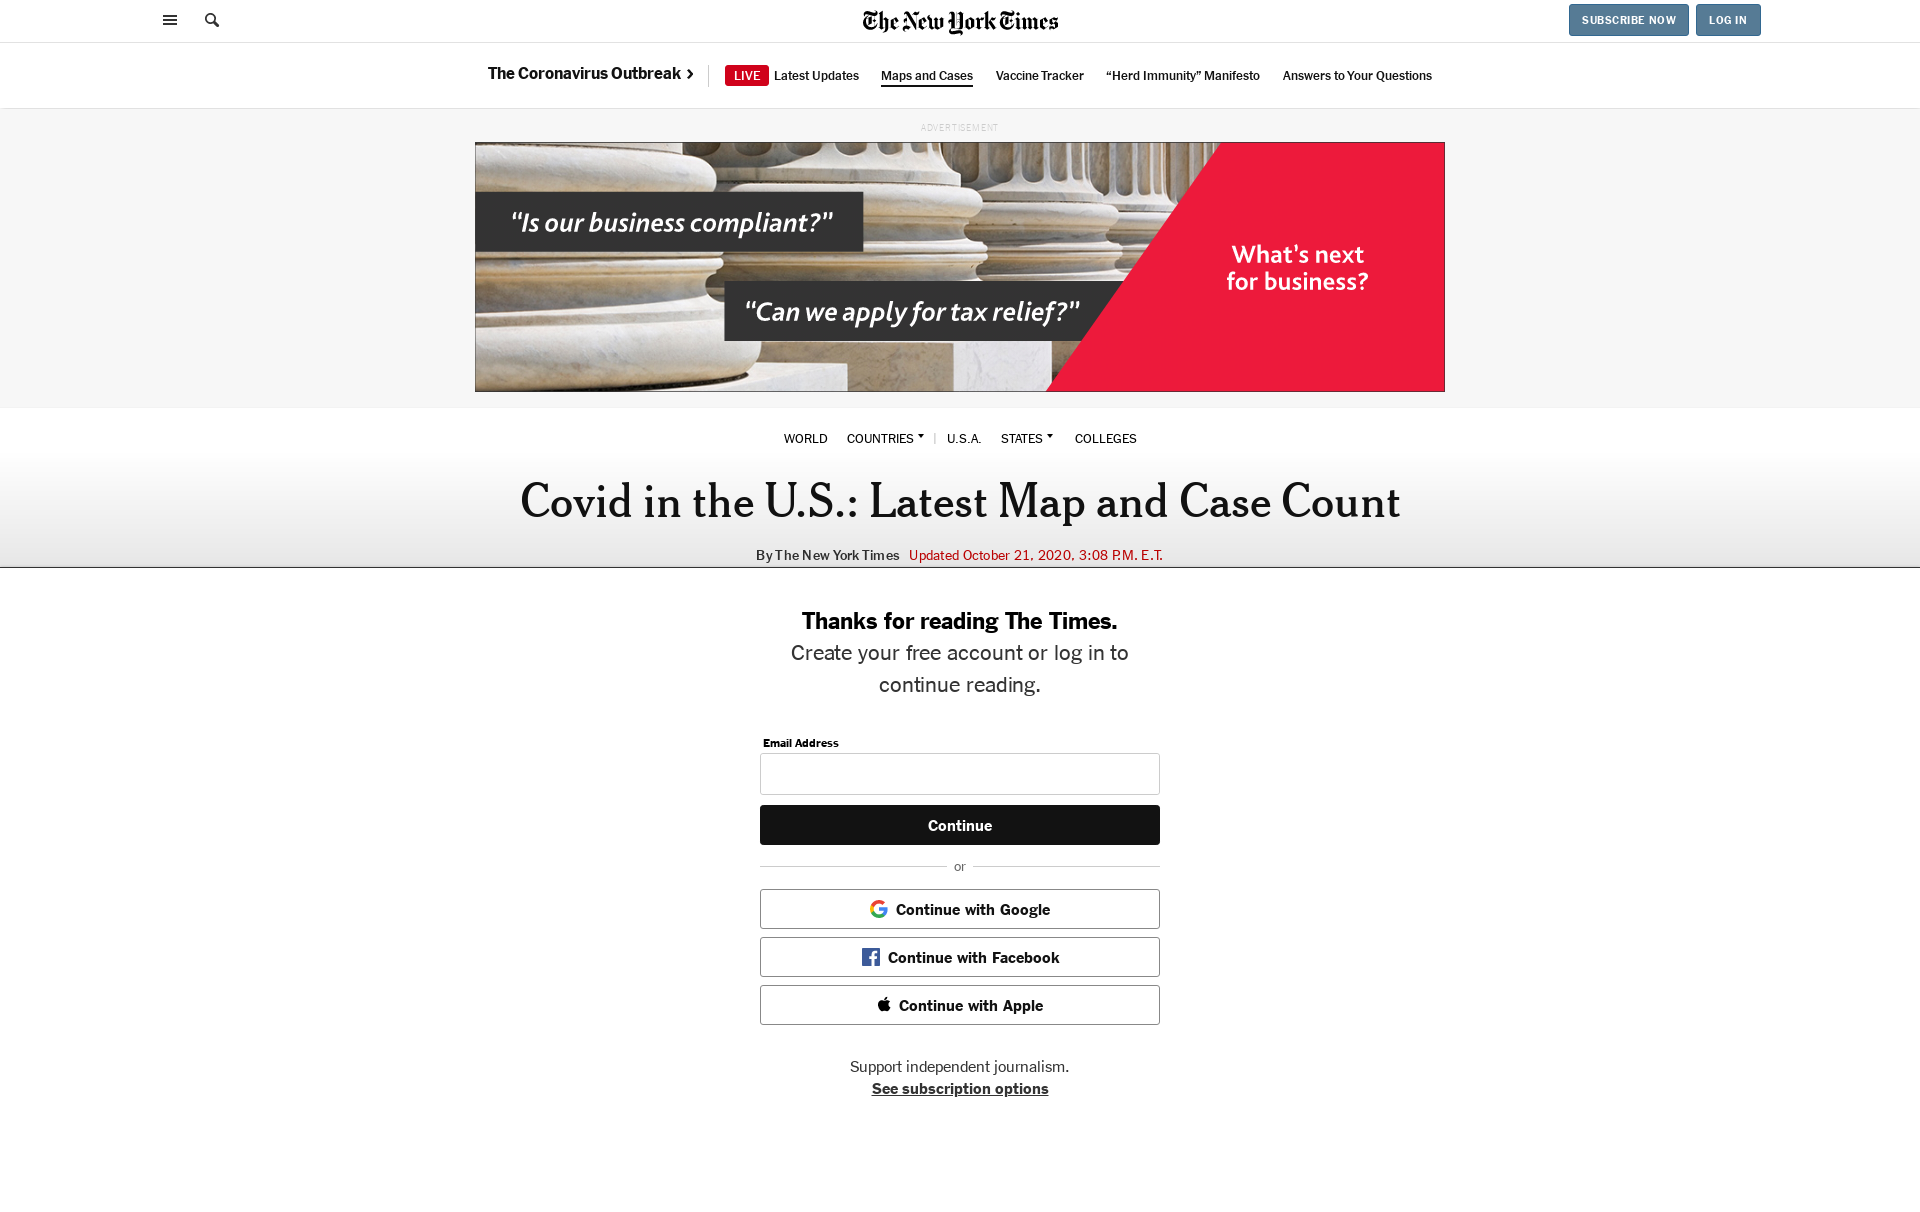 The New York Times
SUBSCRIBE NOW
LOG IN
The Coronavirus Outbreak
LIVE Latest Updates
Maps and Cases
Vaccine Tracker
“Herd Immunity” Manifesto
Answers to Your Questions
ADVERTISEMENT
“Is our business compliant?”
“Can we apply for tax relief?”
What’s next
for business?
WORLD COUNTRIES | U.S.A. STATES COLLEGES
Covid in the U.S.: Latest Map and Case Count
By The New York Times Updated October 21, 2020, 3:08 P.M. E.T.
Thanks for reading The Times.
Create your free account or log in to
continue reading.
Email Address
Continue
or
Continue with Google
Continue with Facebook
Continue with Apple
Support independent journalism.
See subscription options